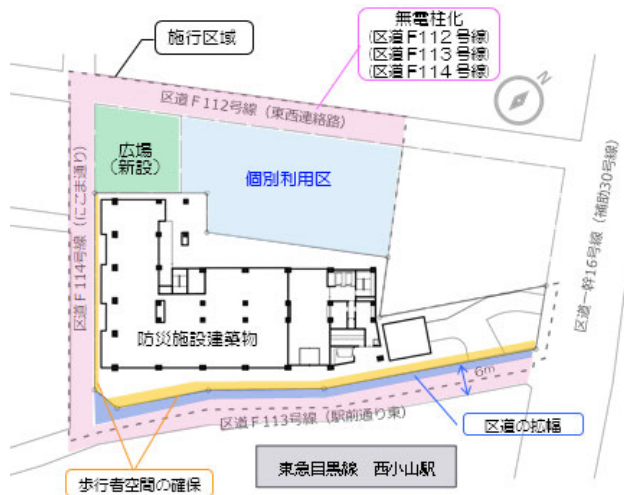 無電柱化
(区道F112号線)
(区道F113号線)
(区道F114号線)
施行区域
N
区道F112号線(東西連絡路)
広場
(新設)
個別利用区
区道F114号線(にこま通り)
区道一幹16号線(補助30号線)
防災施設建築物
6m
区道F113号線(駅前通り東)
区道の拡幅
歩行者空間の確保
東急目黒線 西小山駅